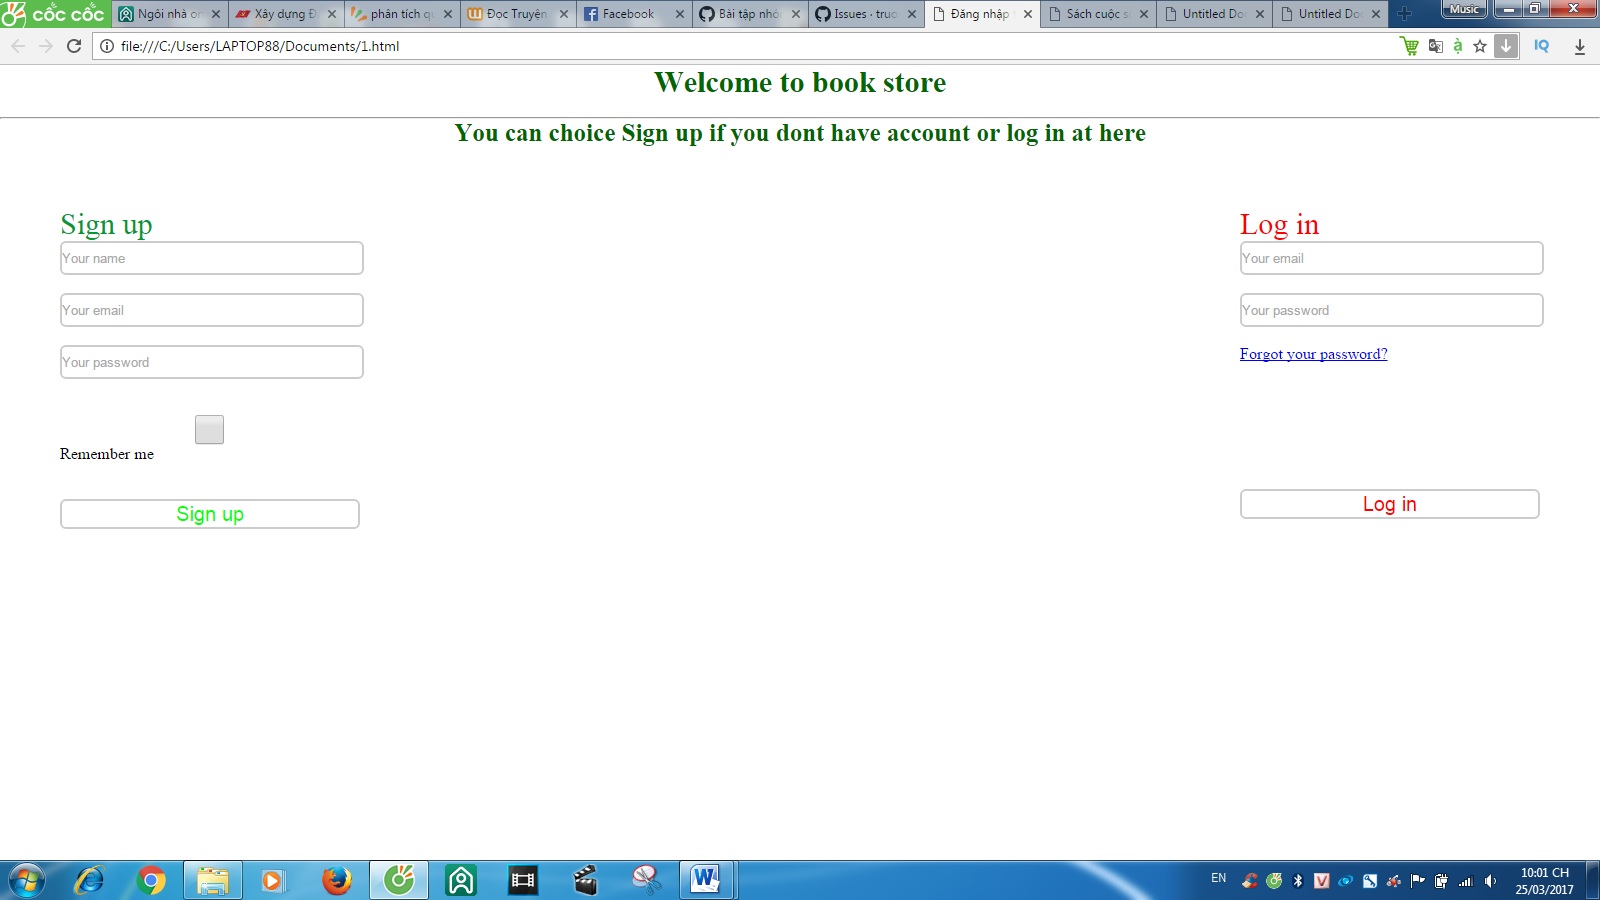 cốc cốc
Ngôi nhà on
Xây dựng Đ
phân tích qu
Đọc Truyện
Facebook
Bài tập nhó
Issues · truo
Đăng nhập
Sách cuộc s
Untitled Do
Untitled Do
Music
file:///C:/Users/LAPTOP88/Documents/1.html
IQ
Welcome to book store
You can choice Sign up if you dont have account or log in at here
Sign up
Your name
Your email
Your password
Remember me
Sign up
Log in
Your email
Your password
Forgot your password?
Log in
EN
10:01 CH
25/03/2017